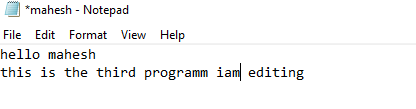 *mahesh - Notepad
File Edit Format View Help
hello mahesh
this is the third programm iam editing